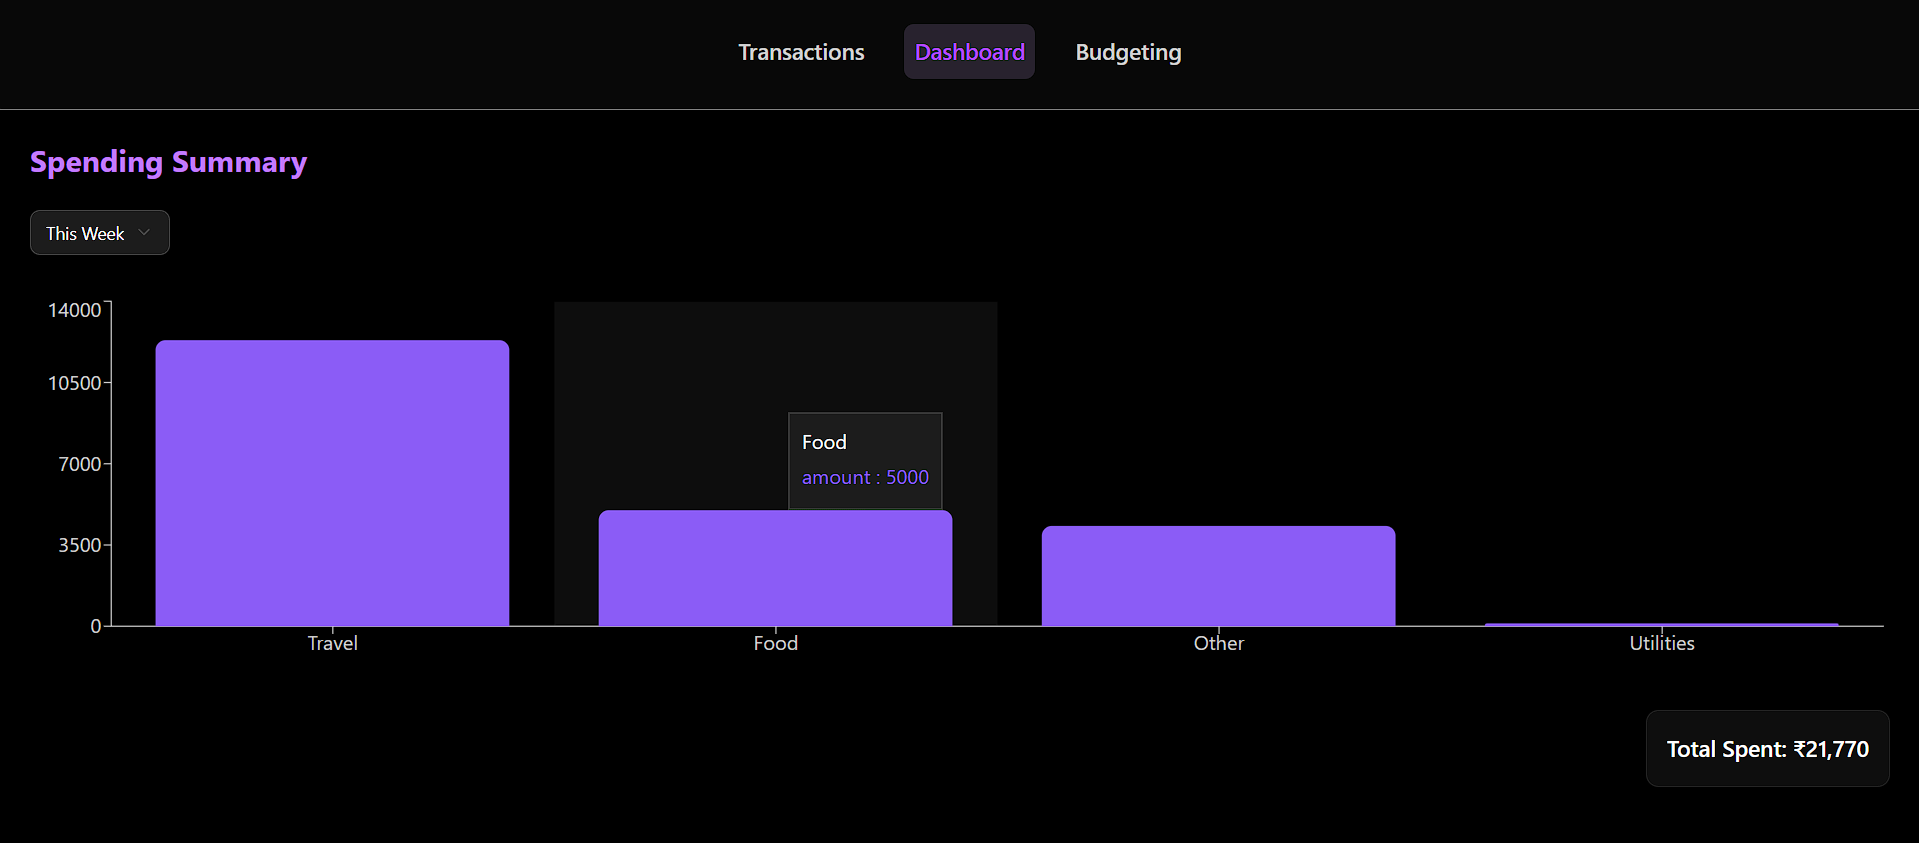 Transactions Dashboard Budgeting
Spending Summary
This Week
14000
10500
7000
3500
0
Food
amount : 5000
Travel Food Other Utilities
Total Spent: ₹21,770